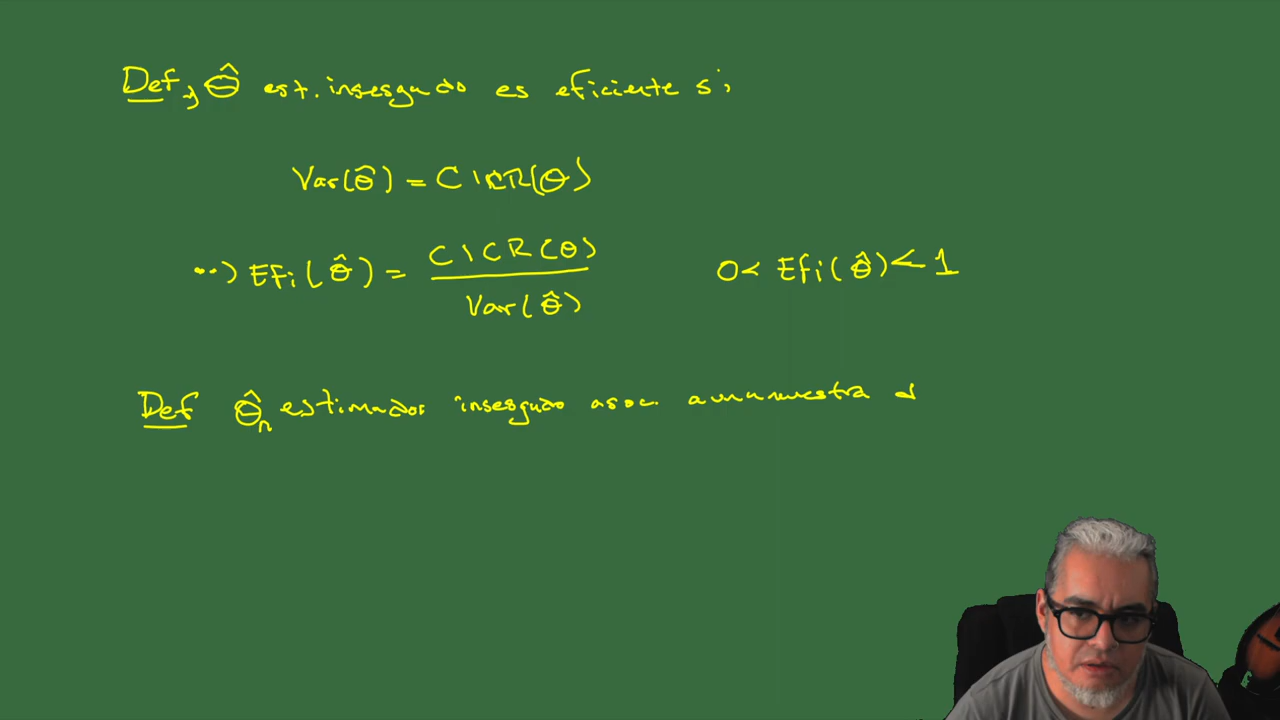 Def, θ̂ est. insesgado es eficiente si
Var(θ̂) = CICR(θ)
Efi(θ̂) = CICR(θ) / Var(θ̂)   0 < Efi(θ̂) < 1
Def θ̂n estimador insesgado asoc. a una muestra d